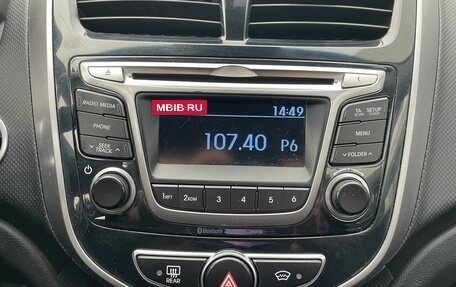 MBIB-RU
14:49
107.40 P6
RADIO MEDIA
PHONE
SEEK
TRACK
TA
SCAN
SETUP
CLOCK
MENU
FOLDER
1RPT
2RDM
3
4
5
6
Bluetooth
MP3
REAR